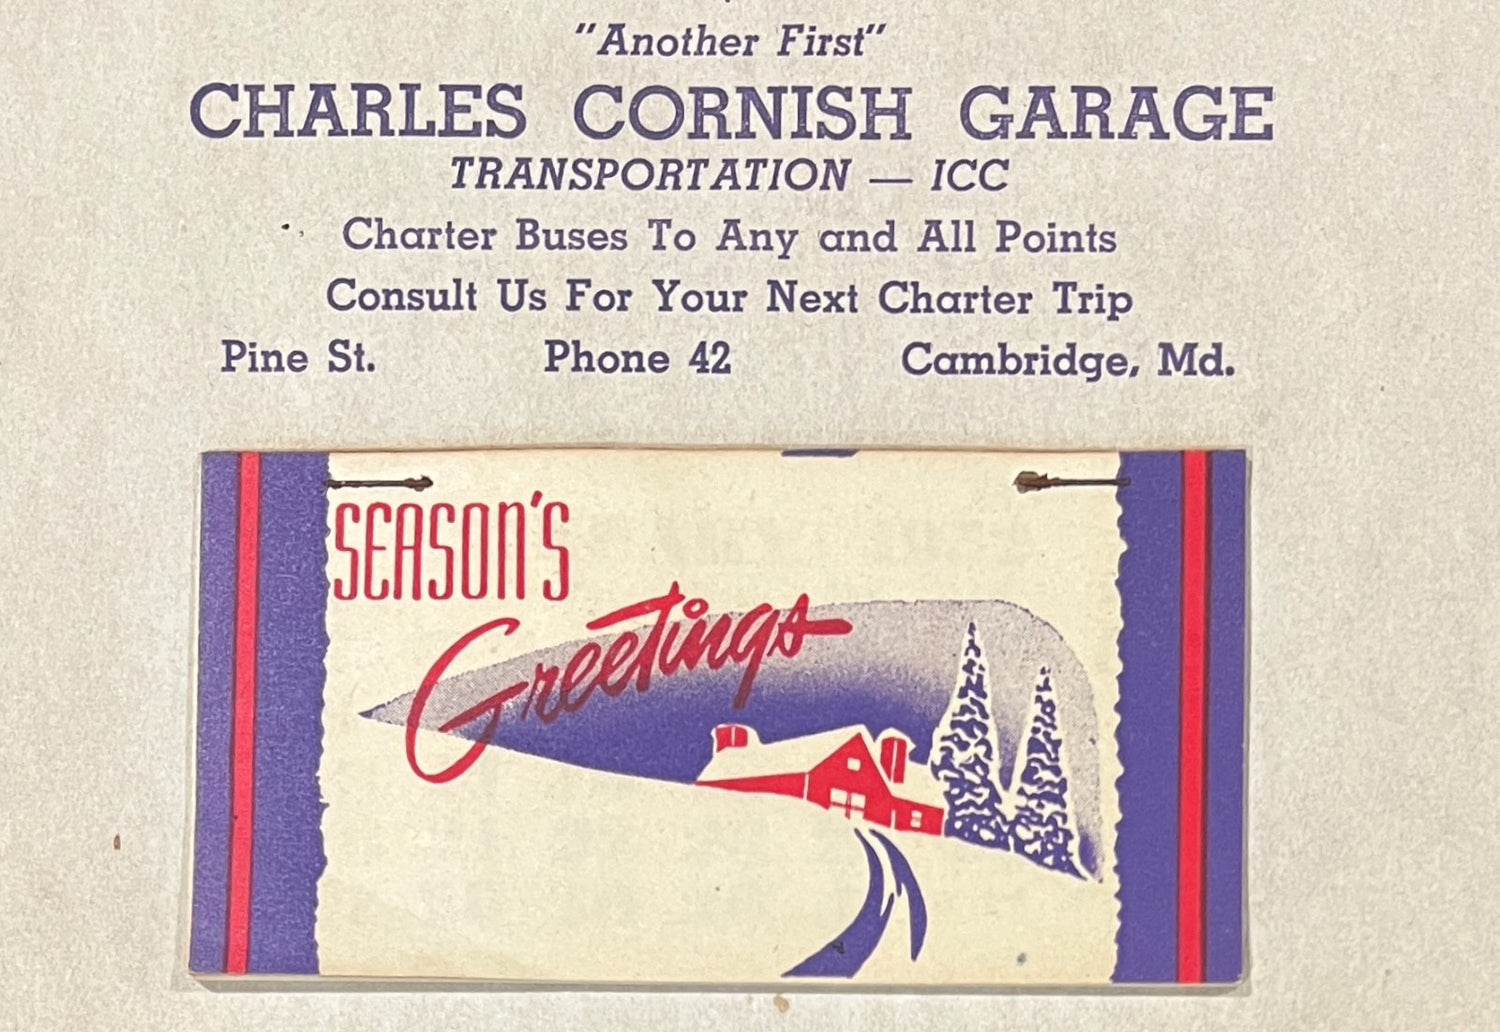 "Another First"
CHARLES CORNISH GARAGE
TRANSPORTATION — ICC
Charter Buses To Any and All Points
Consult Us For Your Next Charter Trip
Pine St. Phone 42 Cambridge, Md.
SEASON'S
Greetings